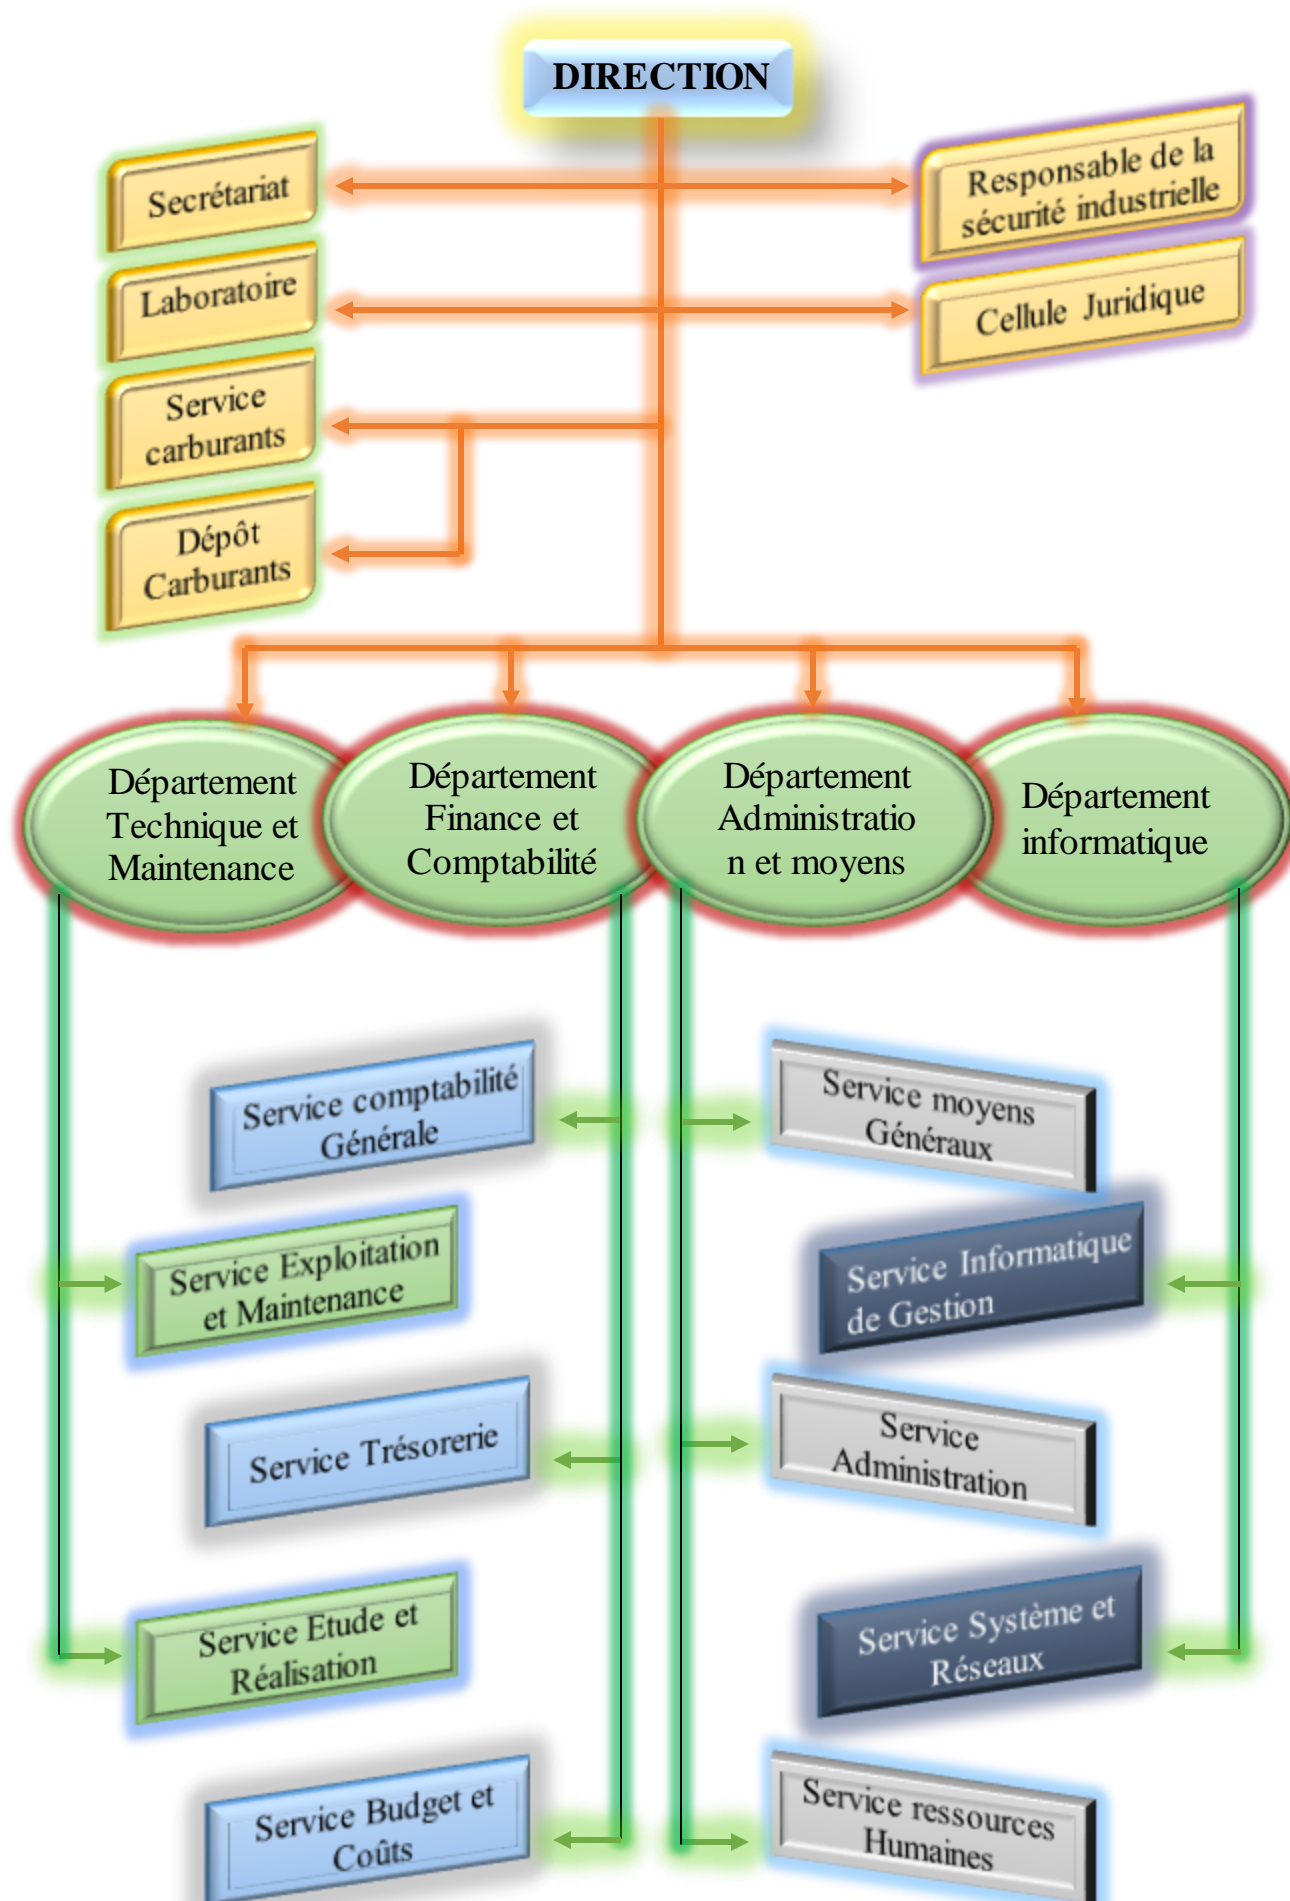 DIRECTION
Secrétariat
Responsable de la
sécurité industrielle
Laboratoire
Cellule Juridique
Service
carburants
Dépôt
Carburants
Département
Technique et
Maintenance
Département
Finance et
Comptabilité
Département
Administratio
n et moyens
Département
informatique
Service comptabilité
Générale
Service moyens
Généraux
Service Exploitation
et Maintenance
Service Informatique
de Gestion
Service Trésorerie
Service
Administration
Service Etude et
Réalisation
Service Système et
Réseaux
Service Budget et
Coûts
Service ressources
Humaines